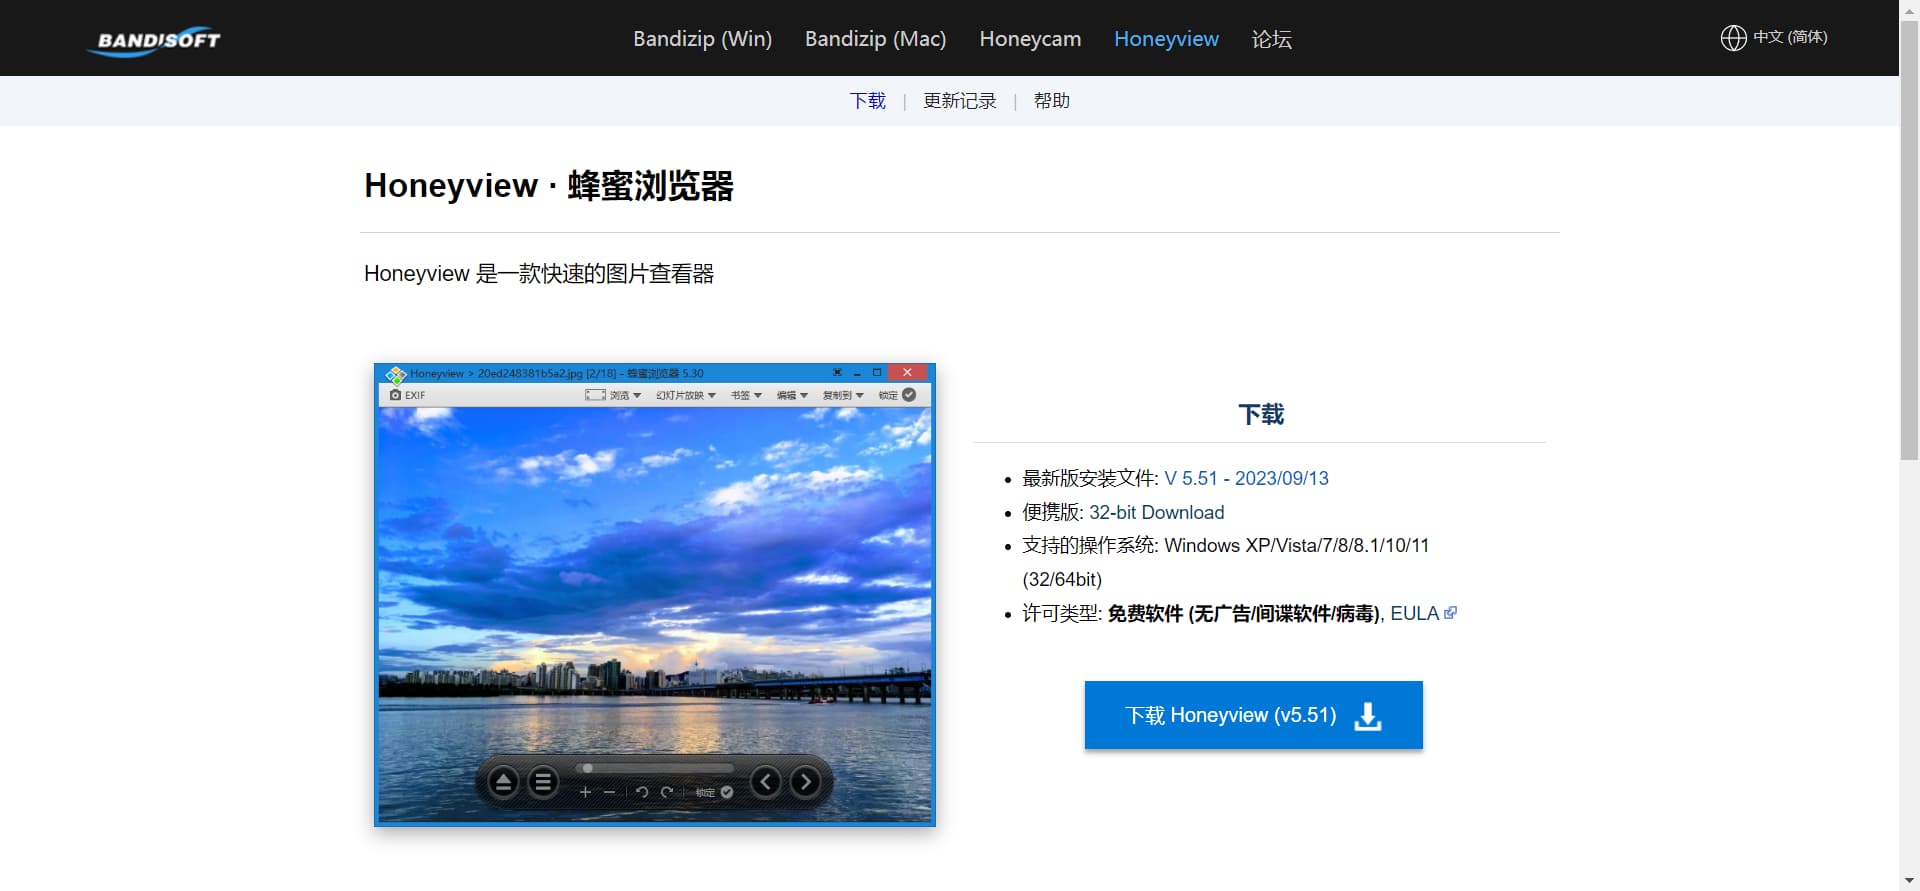 BANDISOFT
Bandizip (Win) Bandizip (Mac) Honeycam Honeyview 论坛
中文 (简体)
下载 | 更新记录 | 帮助
Honeyview · 蜂蜜浏览器
Honeyview 是一款快速的图片查看器
Honeyview > 20ed248381b5a2.jpg [2/18] - 蜂蜜浏览器 5.30
EXIF 浏览 幻灯片放映 书签 编辑 复制到 锁定
锁定
下载
最新版安装文件: V 5.51 - 2023/09/13
便携版: 32-bit Download
支持的操作系统: Windows XP/Vista/7/8/8.1/10/11
(32/64bit)
许可类型: 免费软件 (无广告/间谍软件/病毒), EULA
下载 Honeyview (v5.51)